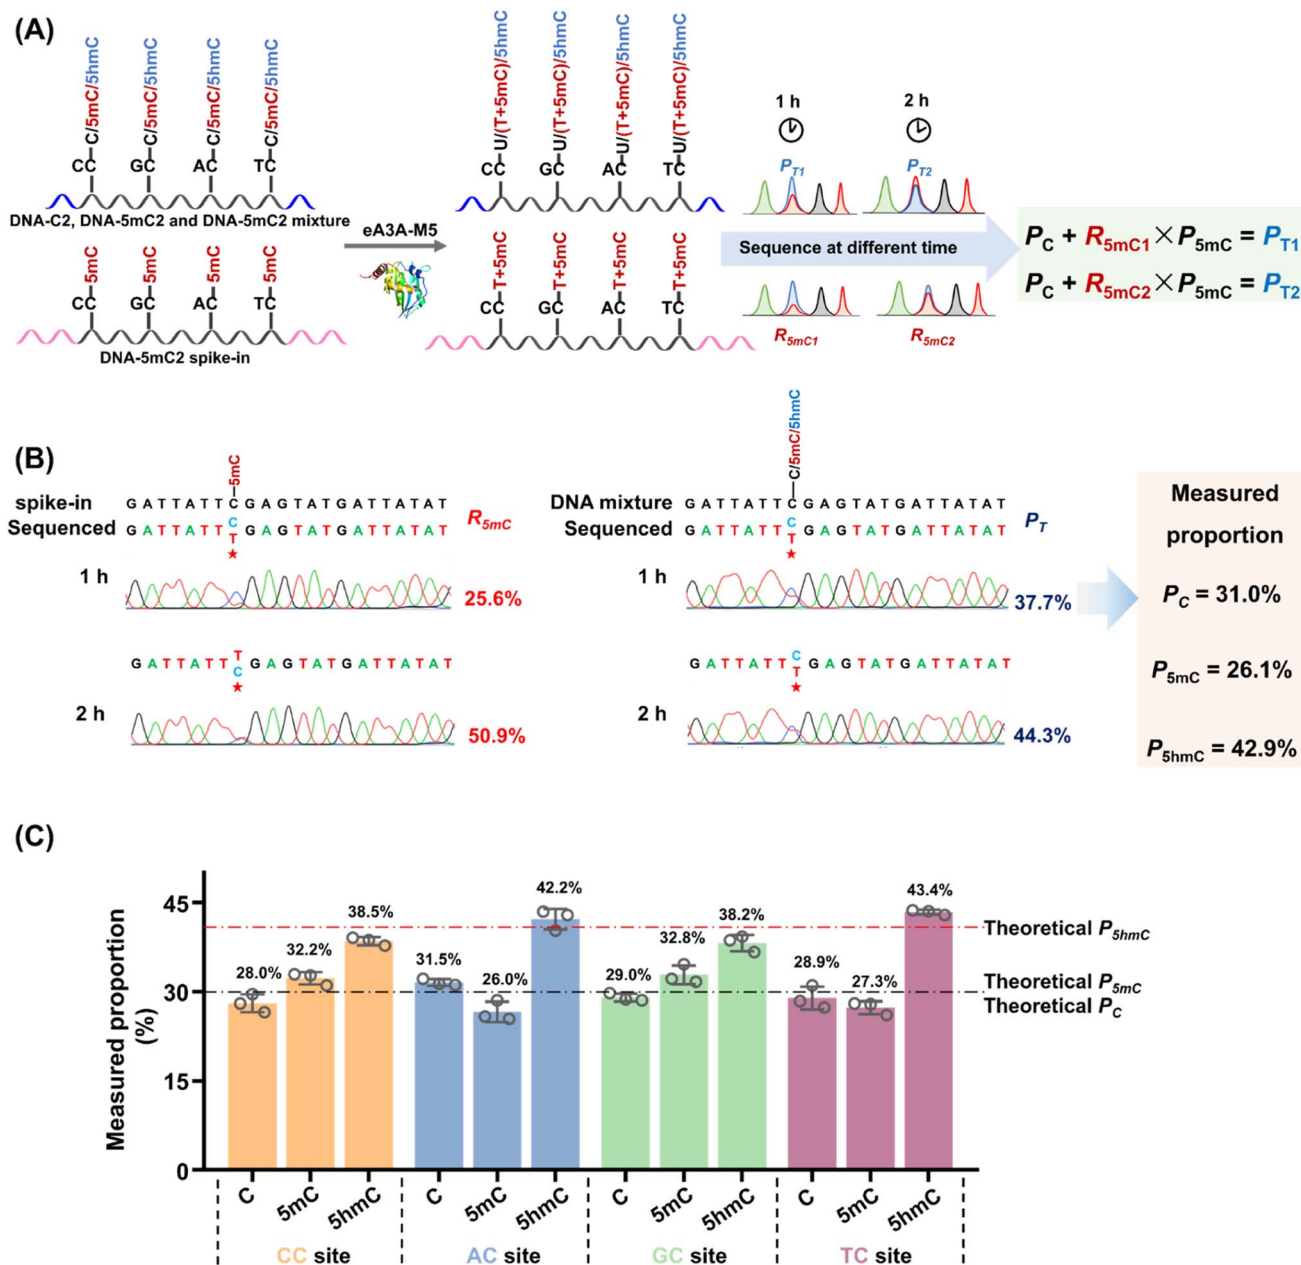 (A)
C/5mC/5hmC C/5mC/5hmC C/5mC/5hmC C/5mC/5hmC
CC GC AC TC
DNA-C2, DNA-5mC2 and DNA-5mC2 mixture
5mC 5mC 5mC 5mC
CC GC AC TC
DNA-5mC2 spike-in
eA3A-M5
U/(T+5mC)/5hmC U/(T+5mC)/5hmC U/(T+5mC)/5hmC U/(T+5mC)/5hmC
CC GC AC TC
T+5mC T+5mC T+5mC T+5mC
CC GC AC TC
1 h 2 h
PT1 PT2
Sequence at different time
R5mC1 R5mC2
PC + R5mC1 × P5mC = PT1
PC + R5mC2 × P5mC = PT2
(B)
5mC
spike-in G A T T A T T C G A G T A T G A T T A T A T
Sequenced G A T T A T T C G A G T A T G A T T A T A T R5mC
T
★
1 h
25.6%
T
G A T T A T T C G A G T A T G A T T A T A T
★
2 h
50.9%
C/5mC/5hmC
DNA mixture G A T T A T T C G A G T A T G A T T A T A T
Sequenced G A T T A T T C G A G T A T G A T T A T A T PT
T
★
1 h
37.7%
C
G A T T A T T T G A G T A T G A T T A T A T
★
2 h
44.3%
Measured
proportion
PC = 31.0%
P5mC = 26.1%
P5hmC = 42.9%
(C)
Measured proportion
(%)
45
30
15
0
28.0% 32.2% 38.5% 31.5% 26.0% 42.2% 29.0% 32.8% 38.2% 28.9% 27.3% 43.4%
Theoretical P5hmC
Theoretical P5mC
Theoretical PC
C 5mC 5hmC C 5mC 5hmC C 5mC 5hmC C 5mC 5hmC
CC site AC site GC site TC site